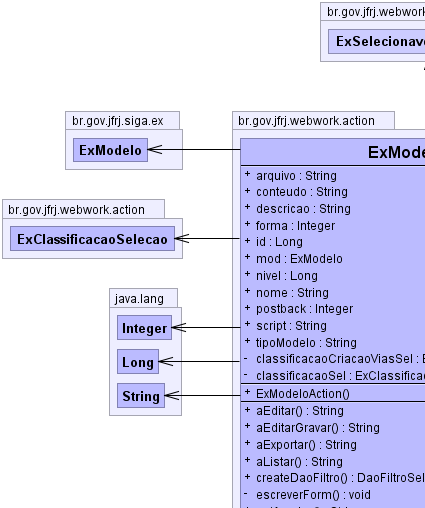 br.gov.jfrj.webwork
ExSelecionav
br.gov.jfrj.siga.ex
ExModelo
br.gov.jfrj.webwork.action
ExClassificacaoSelecao
java.lang
Integer
Long
String
br.gov.jfrj.webwork.action
ExMode
+ arquivo : String
+ conteudo : String
+ descricao : String
+ forma : Integer
+ id : Long
+ mod : ExModelo
+ nivel : Long
+ nome : String
+ postback : Integer
+ script : String
+ tipoModelo : String
- classificacaoCriacaoViasSel : E
- classificacaoSel : ExClassifica
+ ExModeloAction()
+ aEditar() : String
+ aEditarGravar() : String
+ aExportar() : String
+ aListar() : String
+ createDaoFiltro() : DaoFiltroSel
- escreverForm() : void